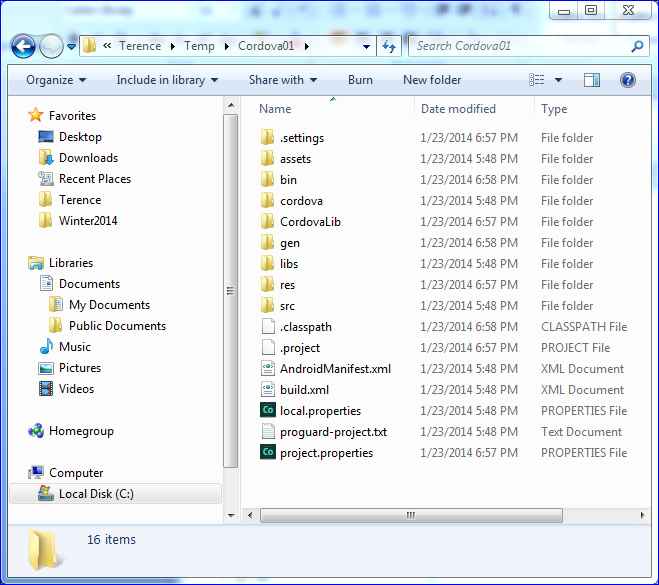 « Terence Temp Cordova01 Search Cordova01
Organize Include in library Share with Burn New folder
Name Date modified Type
Favorites
Desktop
Downloads
Recent Places
Terence
Winter2014
Libraries
Documents
My Documents
Public Documents
Music
Pictures
Videos
Homegroup
Computer
Local Disk (C:)
.settings 1/23/2014 6:57 PM File folder
assets 1/23/2014 5:48 PM File folder
bin 1/23/2014 6:58 PM File folder
cordova 1/23/2014 5:48 PM File folder
CordovaLib 1/23/2014 6:57 PM File folder
gen 1/23/2014 6:58 PM File folder
libs 1/23/2014 5:48 PM File folder
res 1/23/2014 6:57 PM File folder
src 1/23/2014 5:48 PM File folder
.classpath 1/23/2014 6:58 PM CLASSPATH File
.project 1/23/2014 6:57 PM PROJECT File
AndroidManifest.xml 1/23/2014 5:48 PM XML Document
build.xml 1/23/2014 5:48 PM XML Document
Co local.properties 1/23/2014 5:48 PM PROPERTIES File
proguard-project.txt 1/23/2014 5:48 PM Text Document
Co project.properties 1/23/2014 6:57 PM PROPERTIES File
16 items